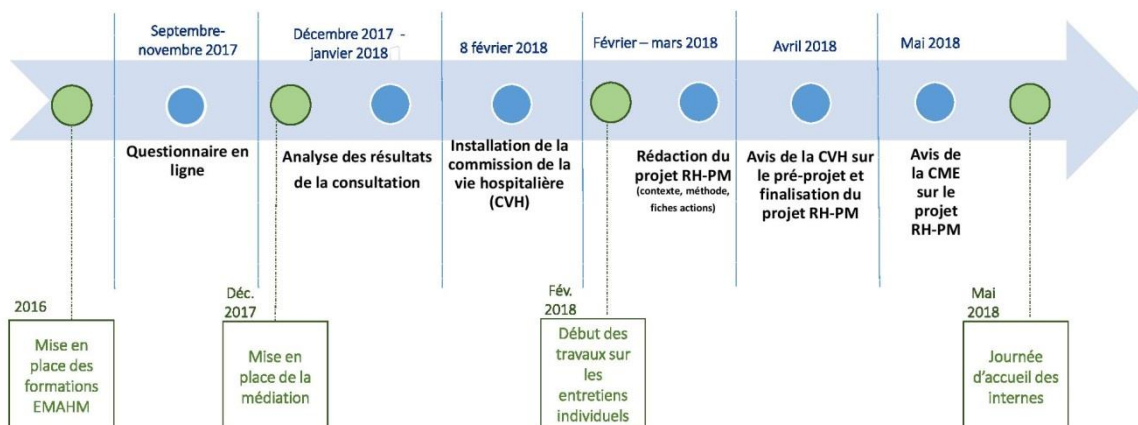 Septembre-
novembre 2017
Décembre 2017 -
janvier 2018
8 février 2018
Février – mars 2018
Avril 2018
Mai 2018
Questionnaire en
ligne
Analyse des résultats
de la consultation
Installation de la
commission de la
vie hospitalière
(CVH)
Rédaction du
projet RH-PM
(contexte, méthode,
fiches actions)
Avis de la CVH sur
le pré-projet et
finalisation du
projet RH-PM
Avis de
la CME
sur le
projet
RH-PM
2016
Mise en
place des
formations
EMAHM
Déc.
2017
Mise en
place de la
médiation
Fév.
2018
Début des
travaux sur
les
entretiens
individuels
Mai
2018
Journée
d’accueil des
internes